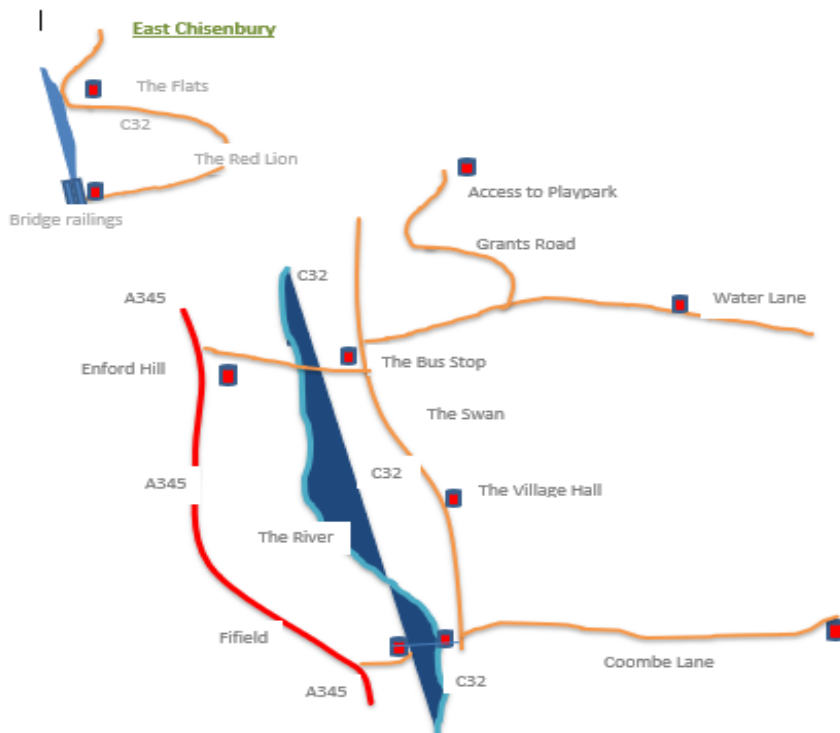 East Chisenbury
The Flats
C32
The Red Lion
Bridge railings
Access to Playpark
Grants Road
C32
A345
Water Lane
Enford Hill
The Bus Stop
The Swan
C32
A345
The Village Hall
The River
Fifield
Coombe Lane
C32
A345